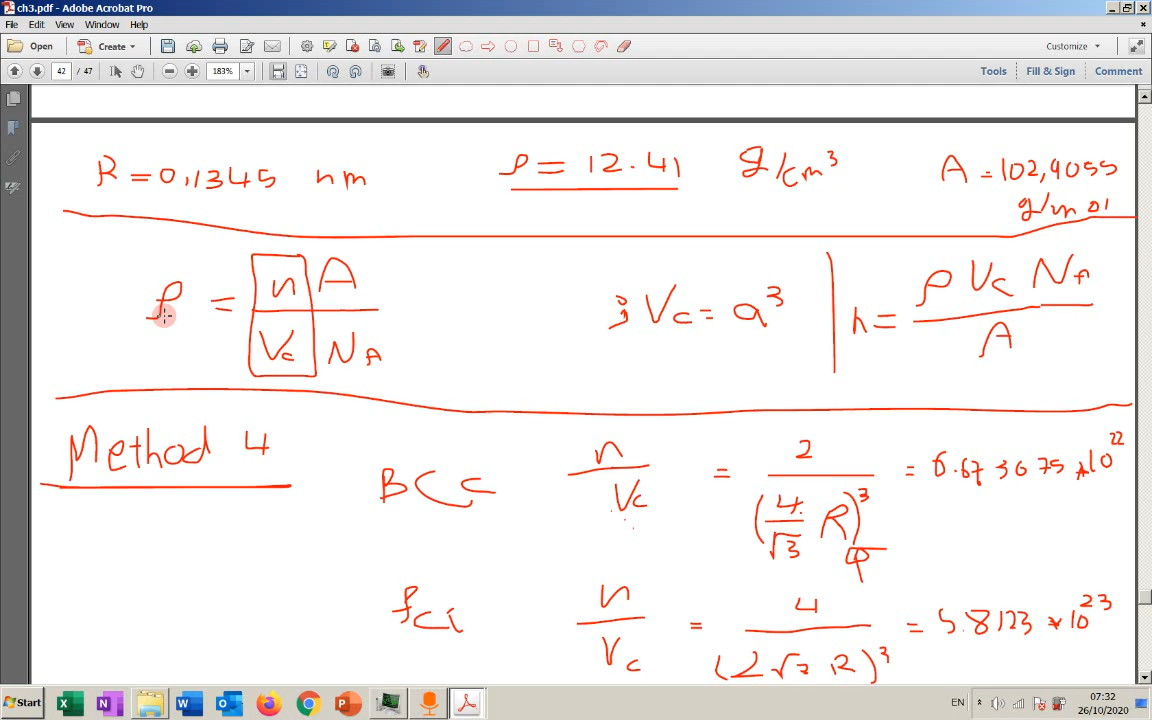 ch3.pdf - Adobe Acrobat Pro
File Edit View Window Help
Open Create Customize
42 / 47 183% Tools Fill & Sign Comment
R = 0,1345 nm ρ = 12.41 g/cm³ A = 102,9055
g/mol
ρ = n A / Vc NA ; Vc = a³ n = ρ Vc NA / A
Method 4
BCC n / Vc = 2 / (4/√3 R)³ = 6.673675 × 10²²
fCC n / Vc = 4 / (2√2 R)³ = 5.8123 × 10²³
Start EN 07:32
26/10/2020